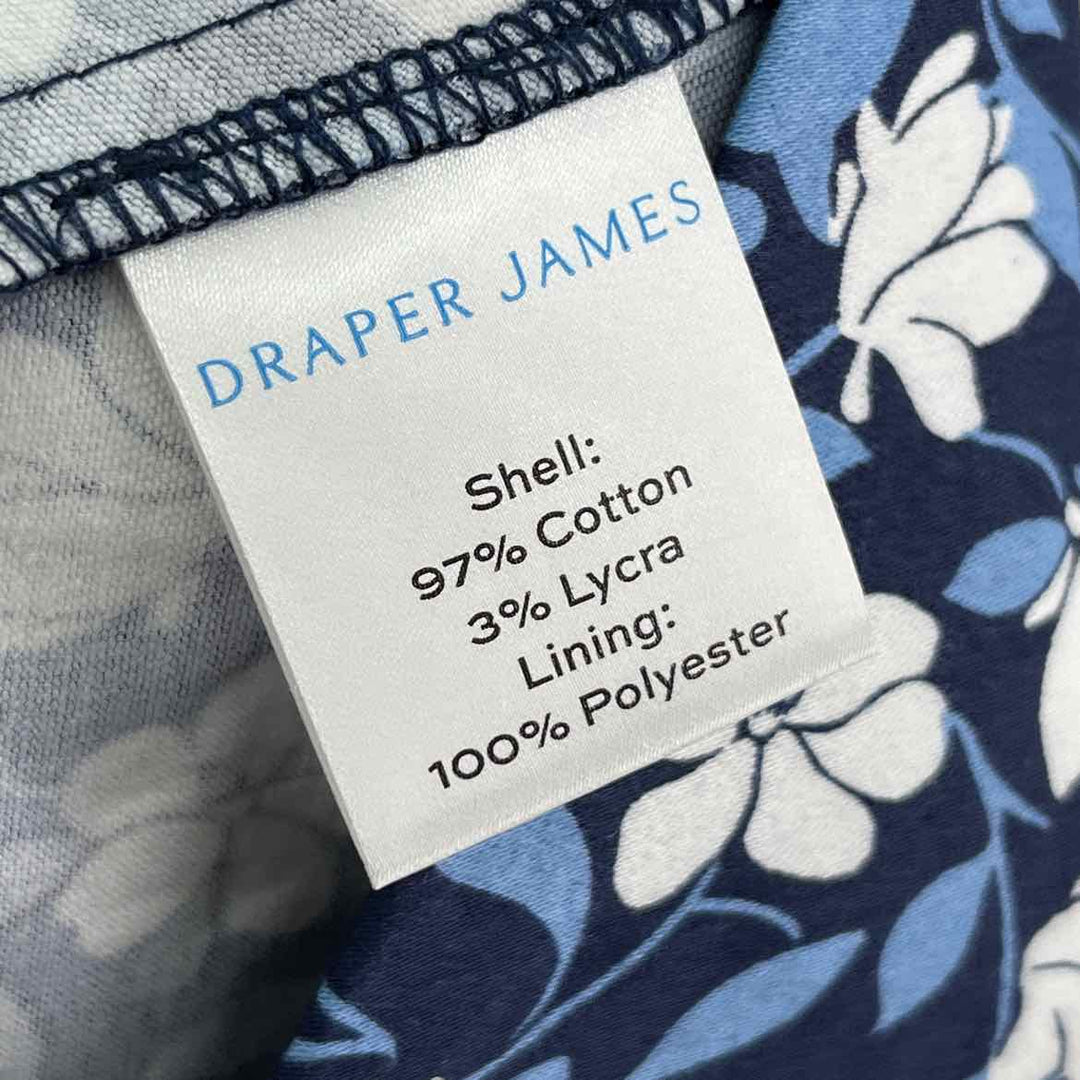 DRAPER JAMES
Shell:
97% Cotton
3% Lycra
Lining:
100% Polyester